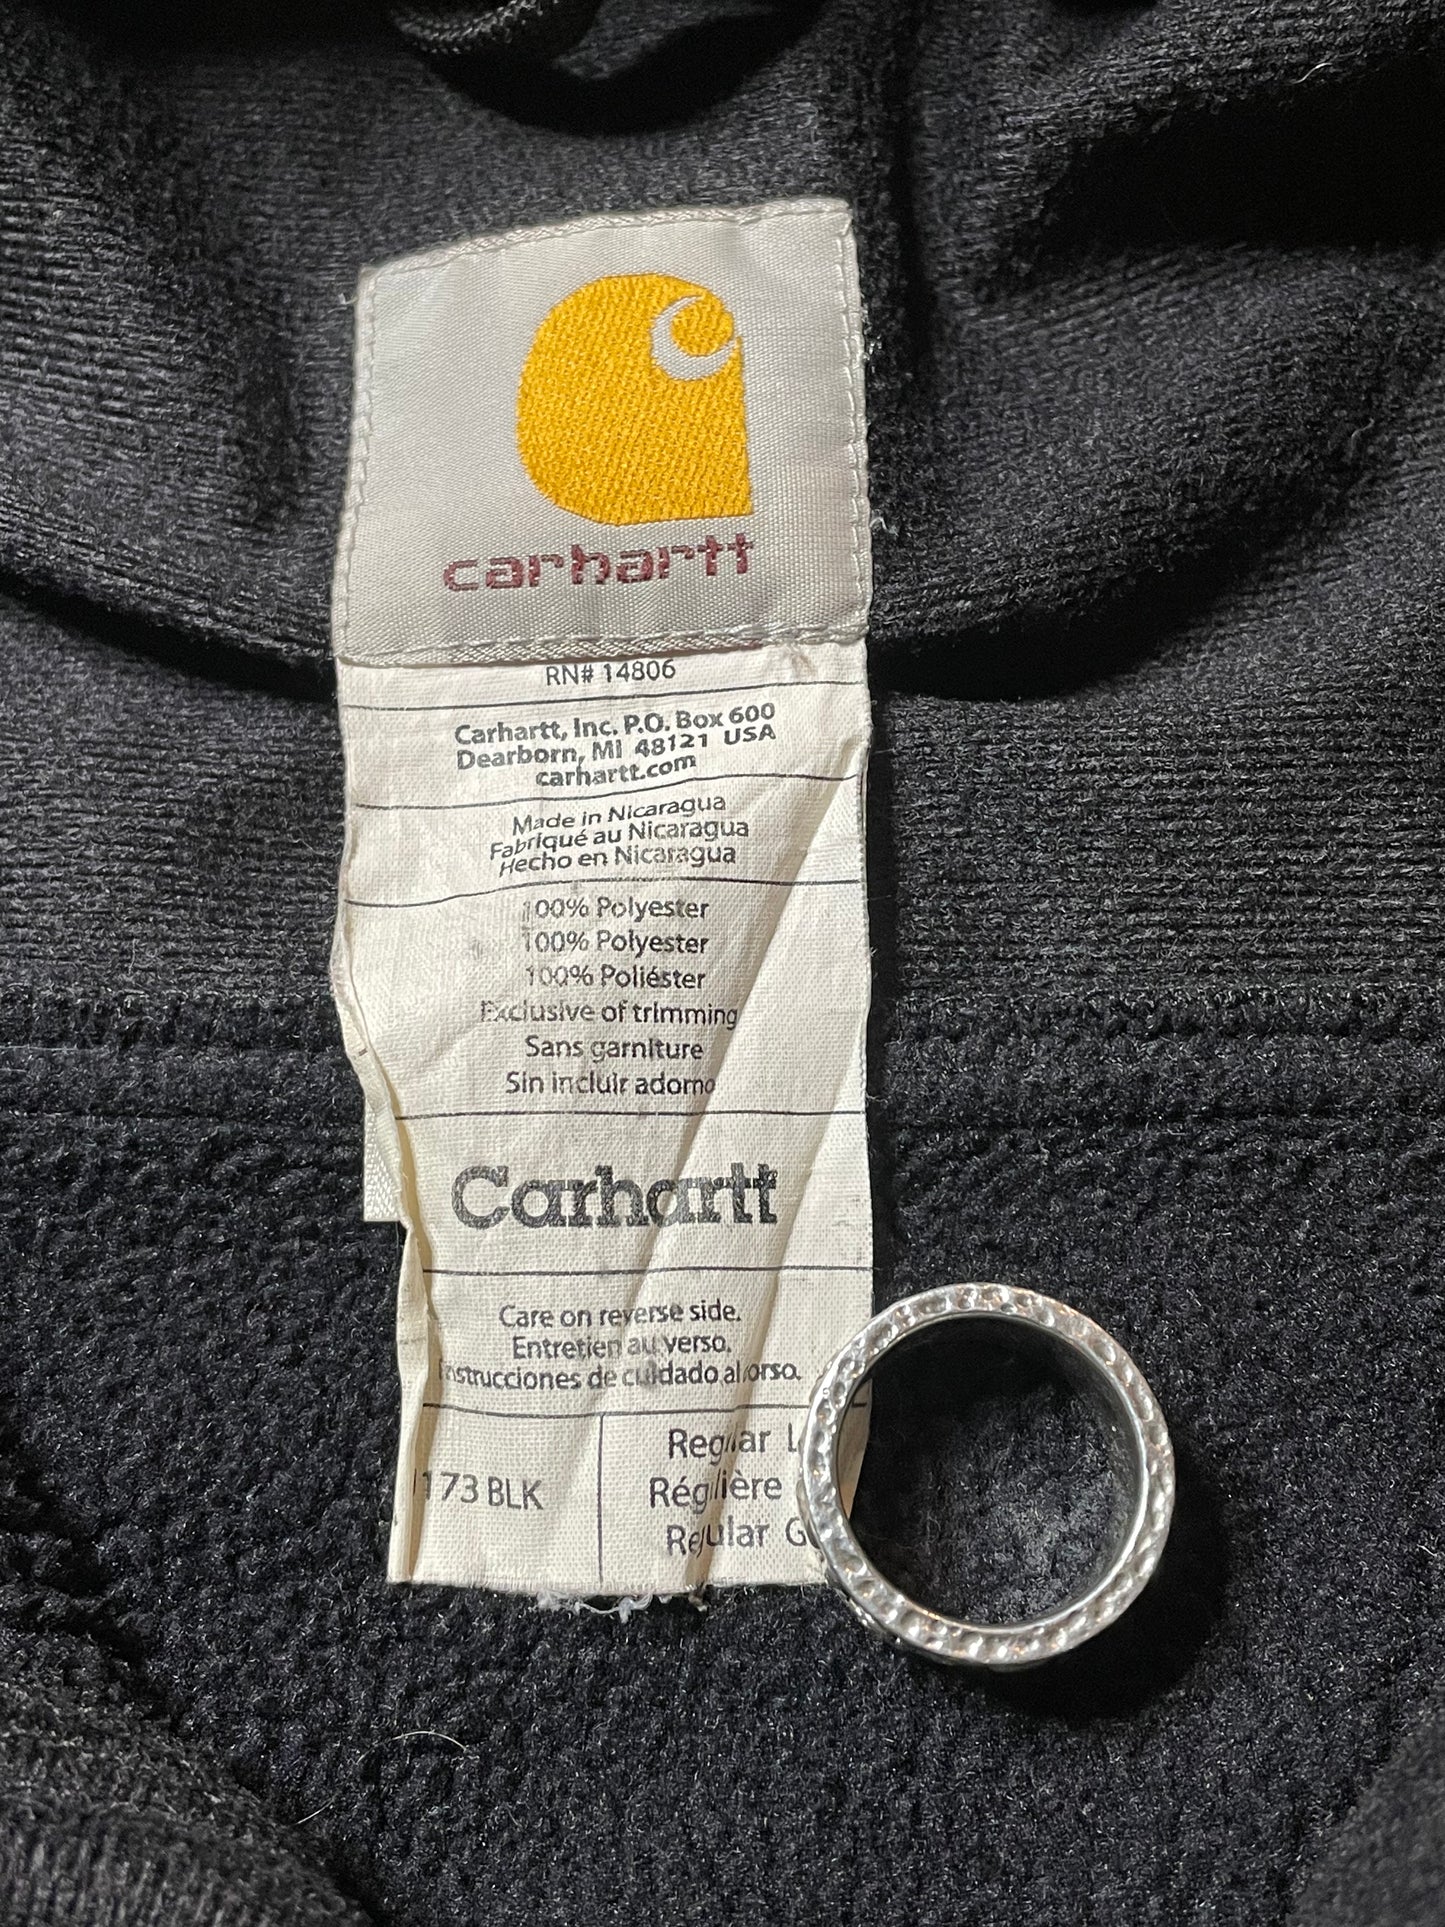 carhartt
RN# 14806
Carhartt, Inc. P.O. Box 600
Dearborn, MI 48121 USA
carhartt.com
Made in Nicaragua
Fabriqué au Nicaragua
Hecho en Nicaragua
100% Polyester
100% Polyester
100% Poliéster
Exclusive of trimming
Sans garniture
Sin incluir adorno
Carhartt
Care on reverse side.
Entretien au verso.
Instrucciones de cuidado al
173 BLK
Regular L
Régulière
Regular G